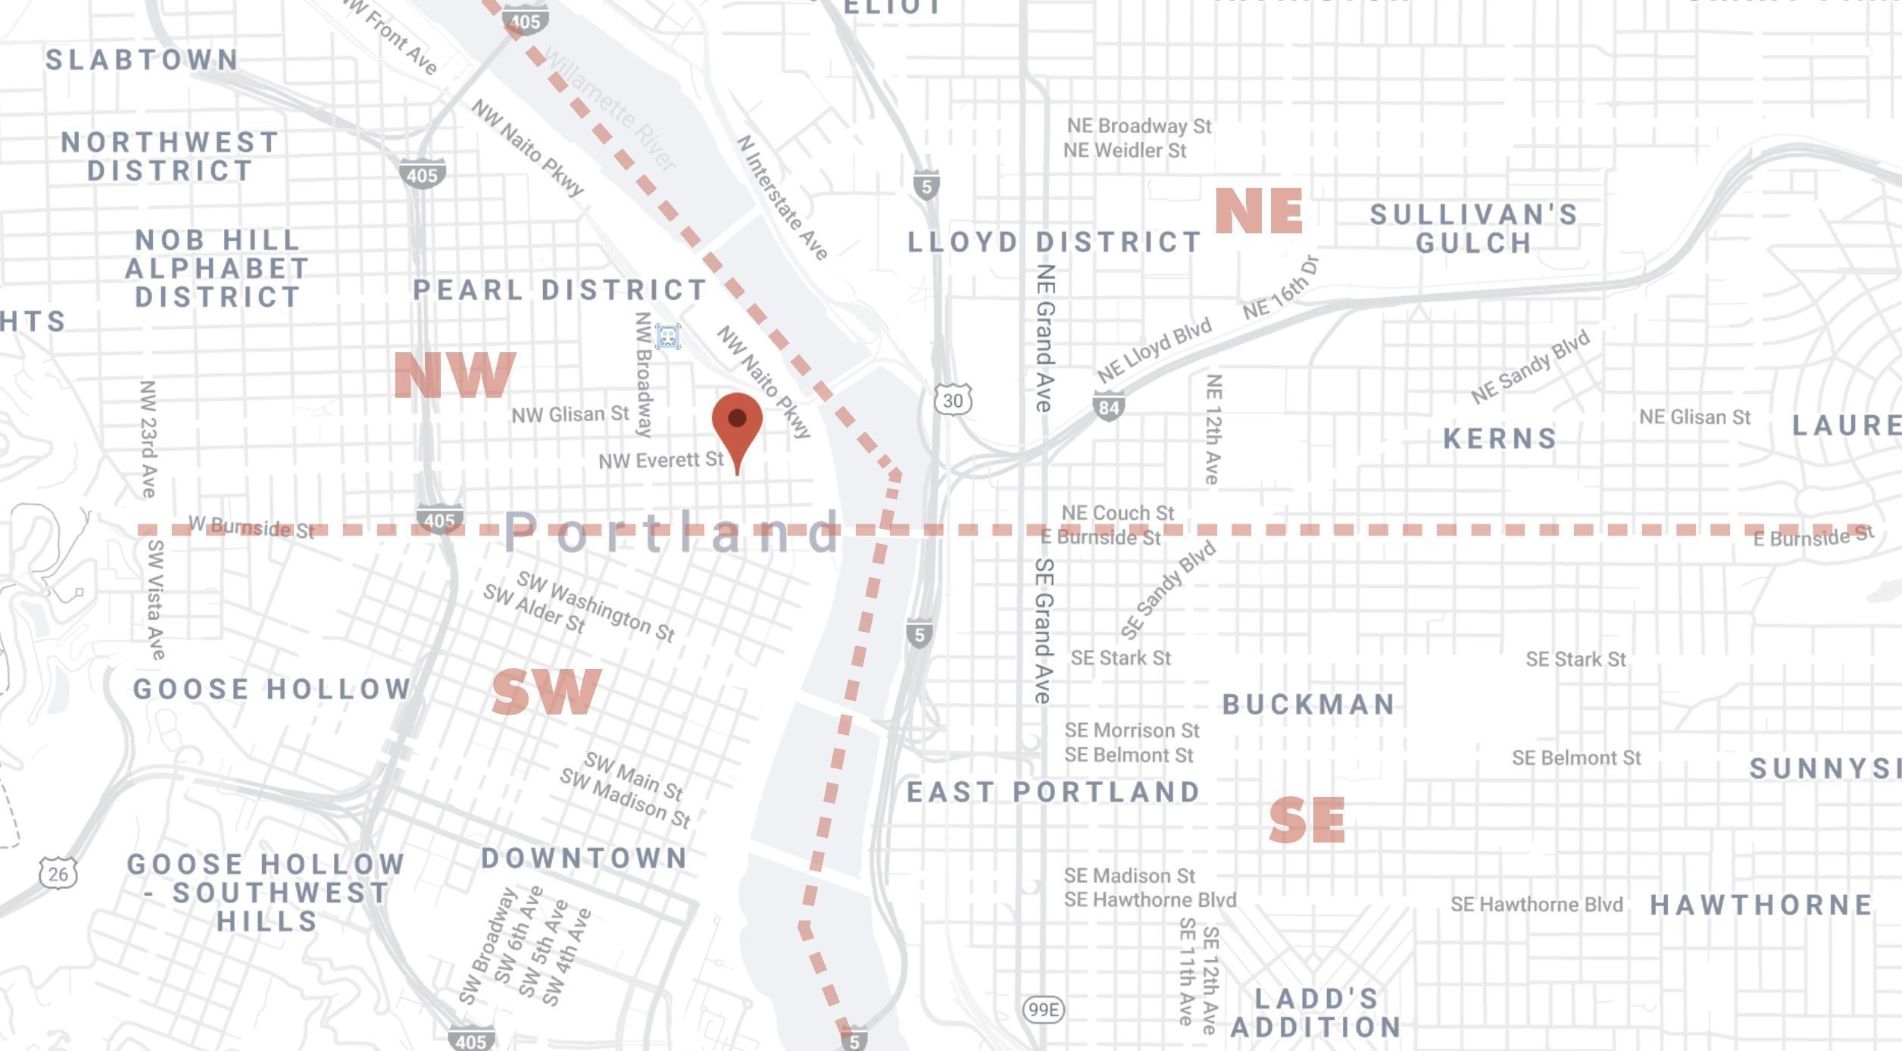 ELIOT
405
NW Front Ave
SLABTOWN
Willamette River
NW Naito Pkwy
NORTHWEST
DISTRICT
405
N Interstate Ave
5
NE Broadway St
NE Weidler St
NE
SULLIVAN'S
GULCH
LLOYD DISTRICT
NOB HILL
ALPHABET
DISTRICT
PEARL DISTRICT
HTS
NE 16th Dr
NE Grand Ave
NE Lloyd Blvd
NE Sandy Blvd
NW
NW Broadway
NW Naito Pkwy
NW 23rd Ave
NW Glisan St
30
84
NE 12th Ave
NE Glisan St
KERNS
LAURE
NW Everett St
405
W Burnside St
Portland
NE Couch St
E Burnside St
E Burnside St
SW Vista Ave
SW Washington St
SW Alder St
SE Grand Ave
SE Sandy Blvd
5
SE Stark St
SE Stark St
GOOSE HOLLOW
SW
BUCKMAN
SE Morrison St
SE Belmont St
SE Belmont St
SUNNYSI
SW Main St
SW Madison St
EAST PORTLAND
SE
DOWNTOWN
26
GOOSE HOLLOW
- SOUTHWEST
HILLS
SE Madison St
SE Hawthorne Blvd
SE Hawthorne Blvd
HAWTHORNE
SW Broadway
SW 6th Ave
SW 5th Ave
SW 4th Ave
SE 11th Ave
SE 12th Ave
LADD'S
ADDITION
99E
405
5